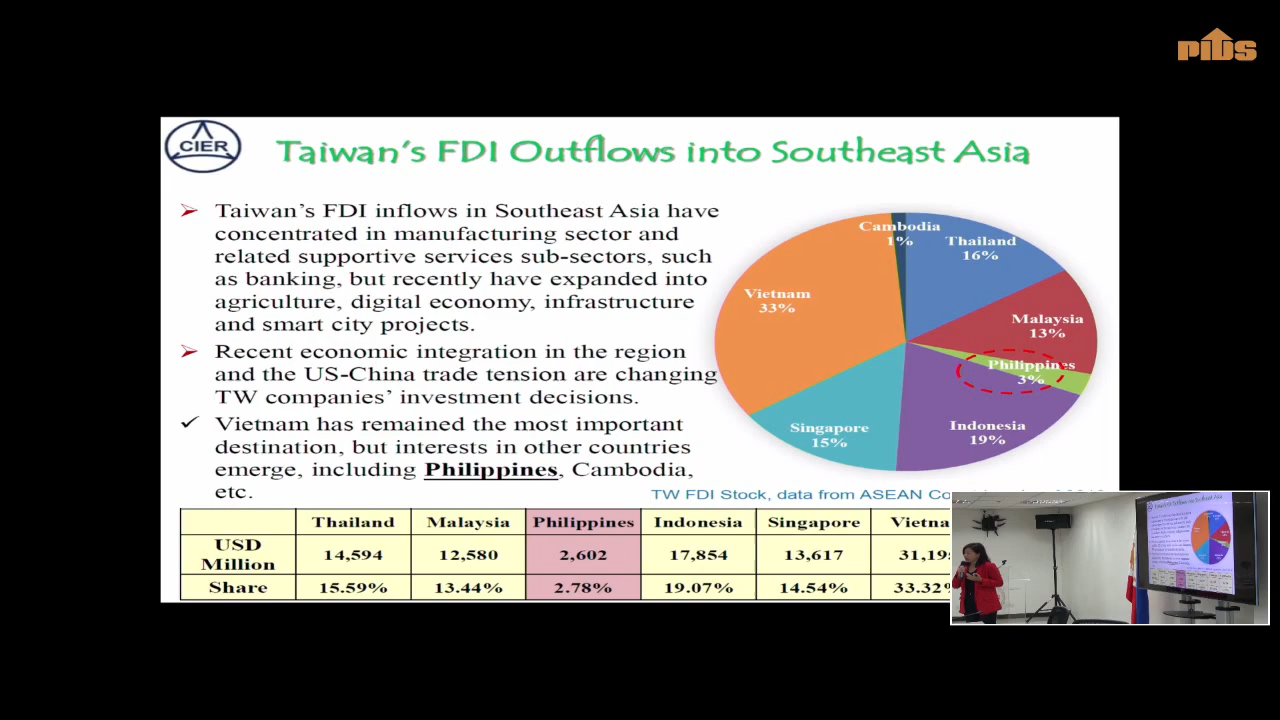 PIDS
CIER
Taiwan's FDI Outflows into Southeast Asia
Taiwan's FDI inflows in Southeast Asia have
concentrated in manufacturing sector and
related supportive services sub-sectors, such
as banking, but recently have expanded into
agriculture, digital economy, infrastructure
and smart city projects.
Recent economic integration in the region
and the US-China trade tension are changing
TW companies' investment decisions.
Vietnam has remained the most important
destination, but interests in other countries
emerge, including Philippines, Cambodia,
etc.
Cambodia
1%
Thailand
16%
Vietnam
33%
Malaysia
13%
Philippines
3%
Singapore
15%
Indonesia
19%
TW FDI Stock, data from ASEAN
Thailand Malaysia Philippines Indonesia Singapore
USD
Million 14,594 12,580 2,602 17,854 13,617
Share 15.59% 13.44% 2.78% 19.07% 14.54% 33.32%